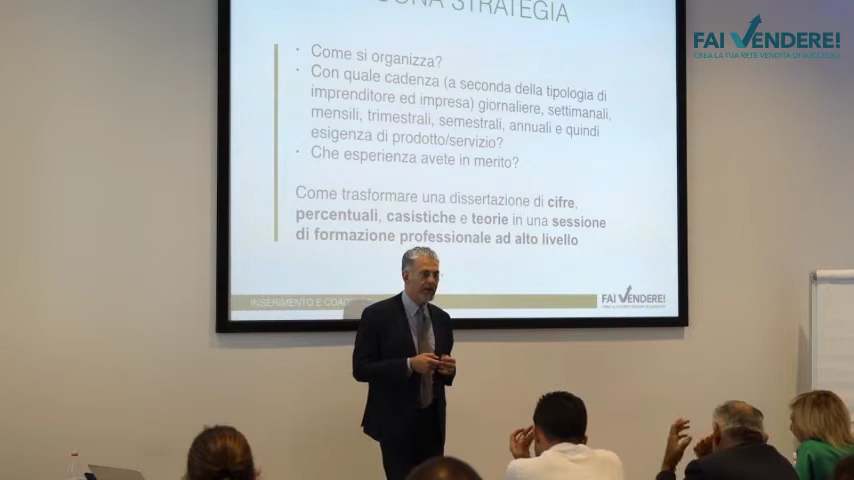 UNA STRATEGIA
FAI VENDERE!
CREA LA TUA RETE VENDITA DI SUCCESSO
· Come si organizza?
· Con quale cadenza (a seconda della tipologia di
imprenditore ed impresa) giornaliere, settimanali,
mensili, trimestrali, semestrali, annuali e quindi
esigenza di prodotto/servizio?
· Che esperienza avete in merito?
Come trasformare una dissertazione di cifre,
percentuali, casistiche e teorie in una sessione
di formazione professionale ad alto livello
INSERIMENTO E
FAI VENDERE!